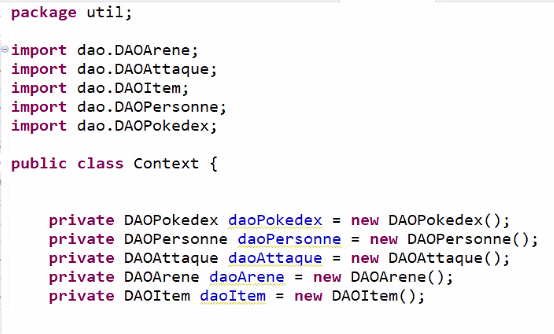 package util;
import dao.DAOArene;
import dao.DAOAttaque;
import dao.DAOItem;
import dao.DAOPersonne;
import dao.DAOPokedex;
public class Context {
private DAOPokedex daoPokedex = new DAOPokedex();
private DAOPersonne daoPersonne = new DAOPersonne();
private DAOAttaque daoAttaque = new DAOAttaque();
private DAOArene daoArene = new DAOArene();
private DAOItem daoItem = new DAOItem();